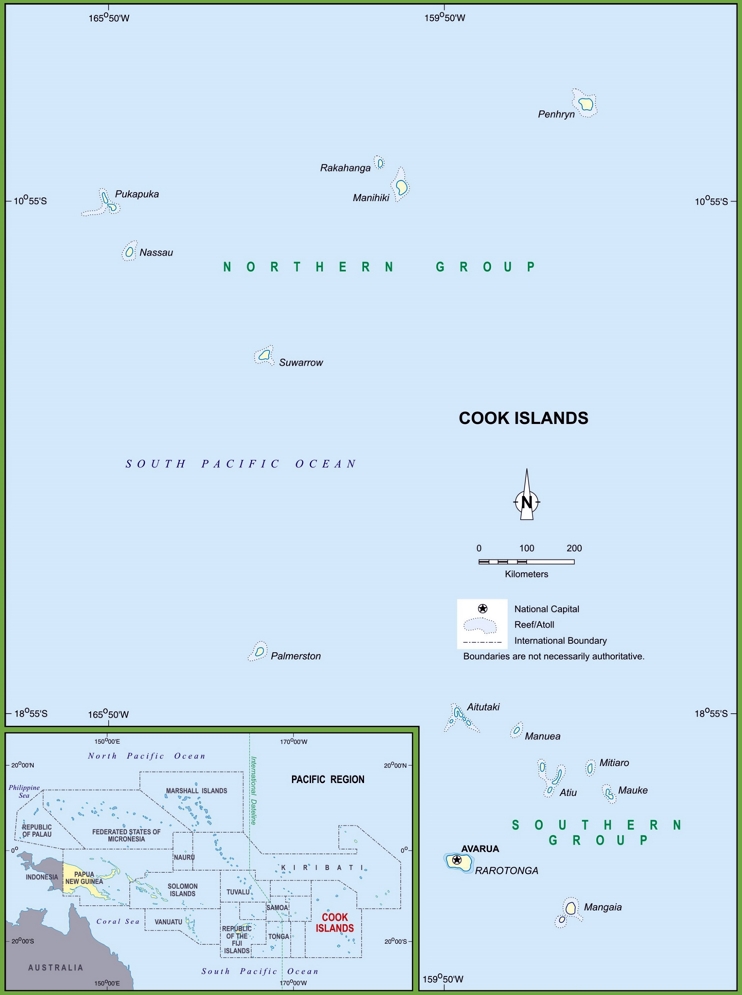 165°50'W
159°50'W
Penhryn
Rakahanga
Manihiki
Pukapuka
10°55'S
10°55'S
Nassau
NORTHERN GROUP
Suwarrow
COOK ISLANDS
SOUTH PACIFIC OCEAN
N
0 100 200
Kilometers
National Capital
Reef/Atoll
International Boundary
Boundaries are not necessarily authoritative.
Palmerston
Aitutaki
18°55'S
165°50'W
18°55'S
Manuea
Mitiaro
Atiu
Mauke
SOUTHERN
GROUP
AVARUA
RAROTONGA
Mangaia
159°50'W
150°00'E
170°00'W
North Pacific Ocean
20°00'N
20°00'N
International Dateline
PACIFIC REGION
Philippine
Sea
MARSHALL ISLANDS
REPUBLIC
OF PALAU
FEDERATED STATES OF
MICRONESIA
0°
0°
NAURU
KIRIBATI
INDONESIA
PAPUA
NEW GUINEA
SOLOMON
ISLANDS
TUVALU
SAMOA
COOK
ISLANDS
Coral Sea
VANUATU
REPUBLIC
OF THE
FIJI
ISLANDS
TONGA
20°00'S
20°00'S
AUSTRALIA
South Pacific Ocean
150°00'E
170°00'W